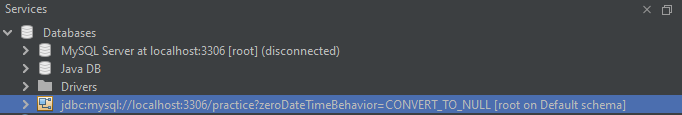 Services
Databases
MySQL Server at localhost:3306 [root] (disconnected)
Java DB
Drivers
jdbc:mysql://localhost:3306/practice?zeroDateTimeBehavior=CONVERT_TO_NULL [root on Default schema]